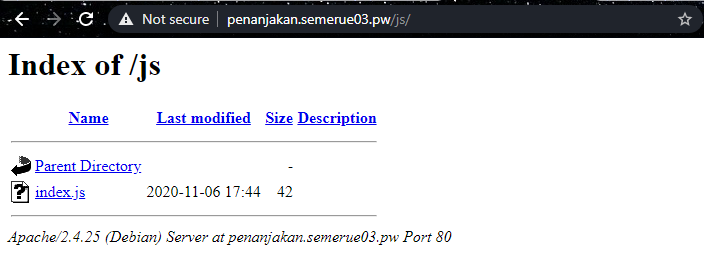 Not secure | penanjakan.semerue03.pw/js/
Index of /js
Name Last modified Size Description
Parent Directory -
index.js 2020-11-06 17:44 42
Apache/2.4.25 (Debian) Server at penanjakan.semerue03.pw Port 80